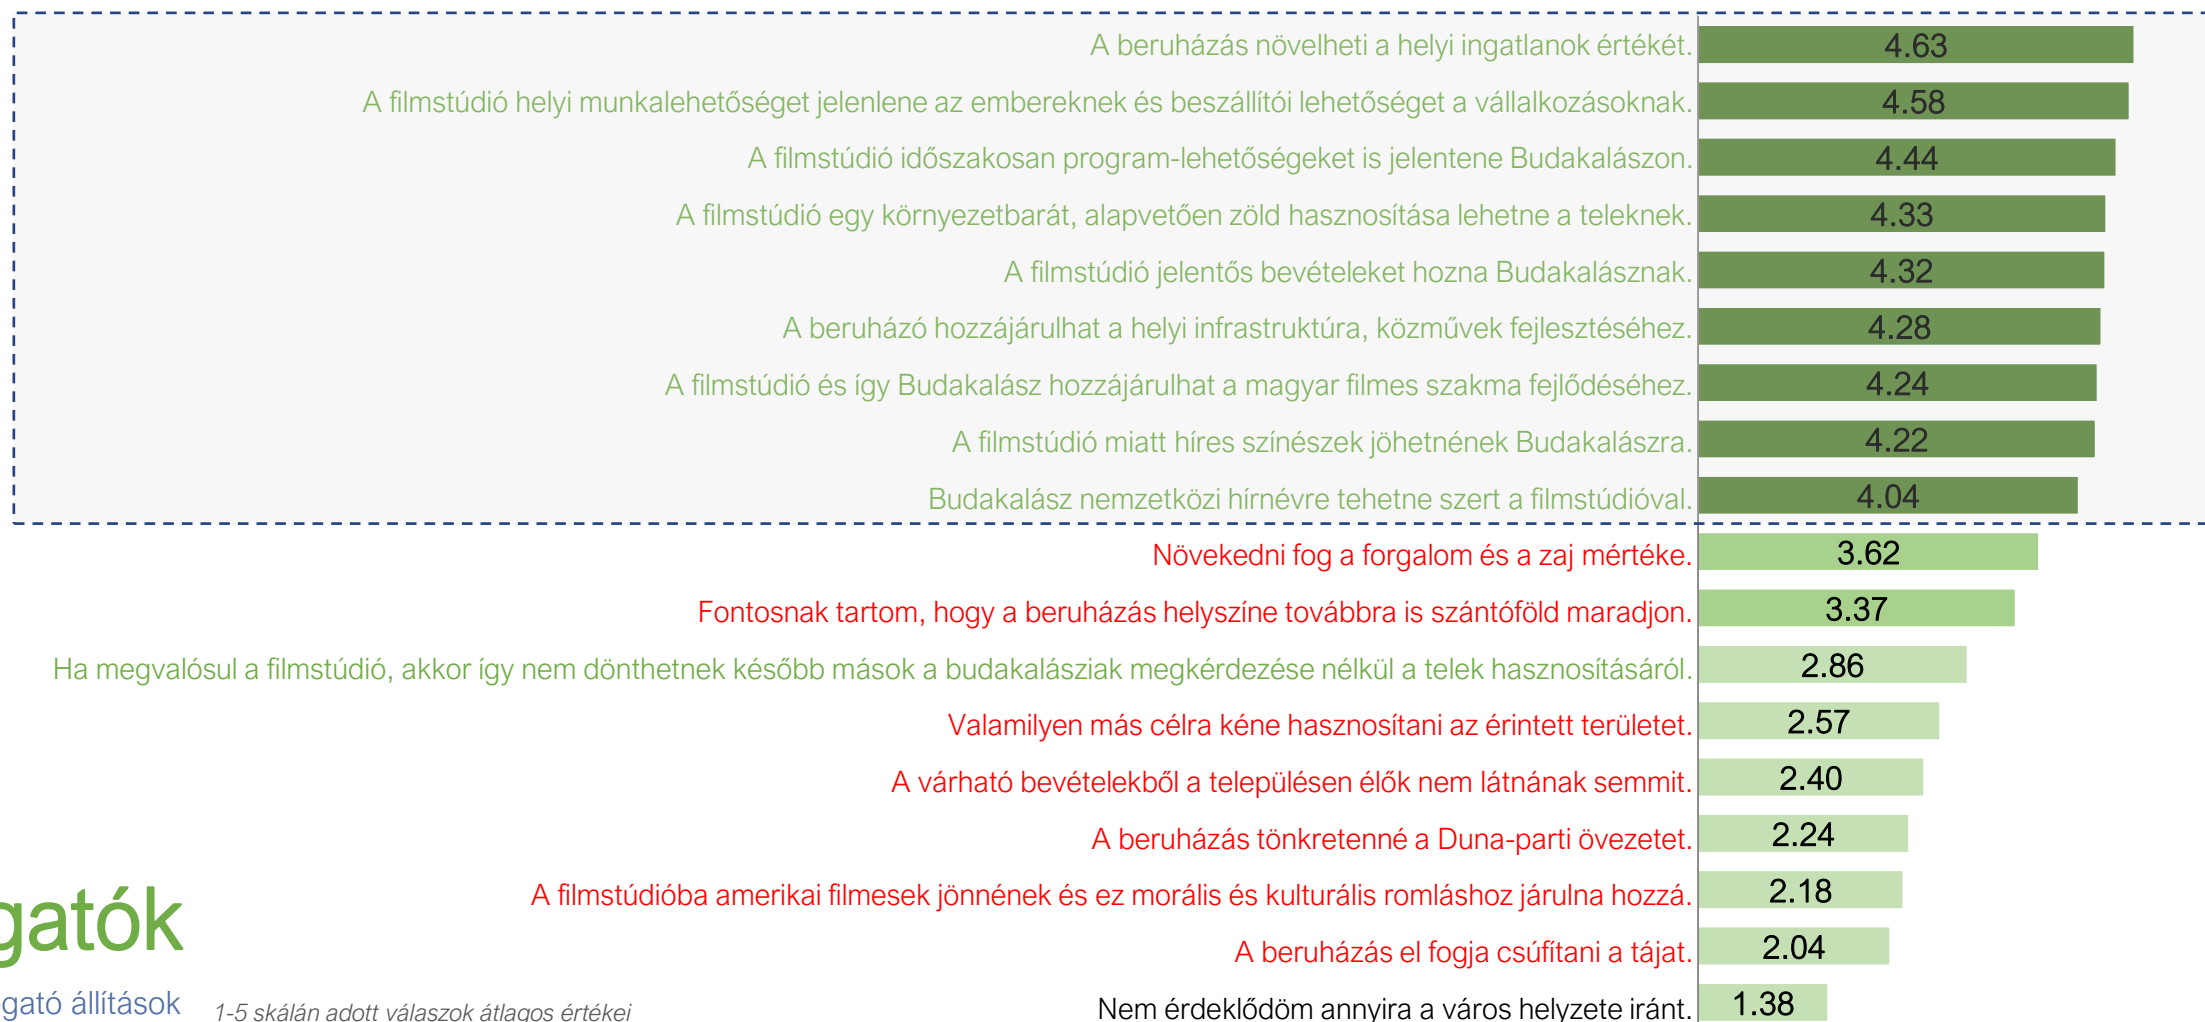 A beruházás növelheti a helyi ingatlanok értékét. 4.63
A filmstúdió helyi munkalehetőséget jelenlene az embereknek és beszállítói lehetőséget a vállalkozásoknak. 4.58
A filmstúdió időszakosan program-lehetőségeket is jelentene Budakalászon. 4.44
A filmstúdió egy környezetbarát, alapvetően zöld hasznosítása lehetne a teleknek. 4.33
A filmstúdió jelentős bevételeket hozna Budakalásznak. 4.32
A beruházó hozzájárulhat a helyi infrastruktúra, közművek fejlesztéséhez. 4.28
A filmstúdió és így Budakalász hozzájárulhat a magyar filmes szakma fejlődéséhez. 4.24
A filmstúdió miatt híres színészek jöhetnének Budakalászra. 4.22
Budakalász nemzetközi hírnévre tehetne szert a filmstúdióval. 4.04
Növekedni fog a forgalom és a zaj mértéke. 3.62
Fontosnak tartom, hogy a beruházás helyszíne továbbra is szántóföld maradjon. 3.37
Ha megvalósul a filmstúdió, akkor így nem dönthetnek később mások a budakalásziak megkérdezése nélkül a telek hasznosításáról. 2.86
Valamilyen más célra kéne hasznosítani az érintett területet. 2.57
A várható bevételekből a településen élők nem látnának semmit. 2.40
A beruházás tönkretenné a Duna-parti övezetet. 2.24
A filmstúdióba amerikai filmesek jönnének és ez morális és kulturális romláshoz járulna hozzá. 2.18
gatók
A beruházás el fogja csúfítani a tájat. 2.04
gató állítások
1-5 skálán adott válaszok átlagos értékei
Nem érdeklődöm annyira a város helyzete iránt. 1.38